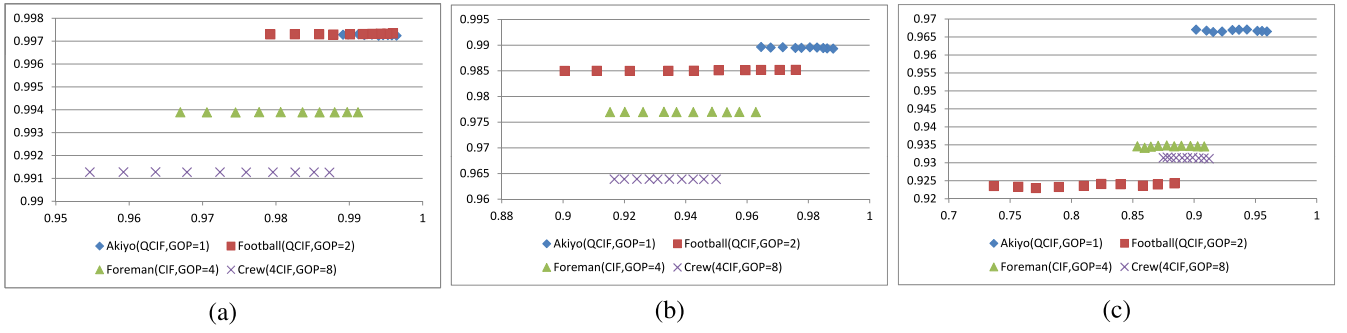 0.998
0.997
0.996
0.995
0.994
0.993
0.992
0.991
0.99
0.95 0.96 0.97 0.98 0.99 1
Akiyo(QCIF,GOP=1) Football(QCIF,GOP=2)
Foreman(CIF,GOP=4) Crew(4CIF,GOP=8)
(a)
0.995
0.99
0.985
0.98
0.975
0.97
0.965
0.96
0.88 0.9 0.92 0.94 0.96 0.98 1
Akiyo(QCIF,GOP=1) Football(QCIF,GOP=2)
Foreman(CIF,GOP=4) Crew(4CIF,GOP=8)
(b)
0.97
0.965
0.96
0.955
0.95
0.945
0.94
0.935
0.93
0.925
0.92
0.7 0.75 0.8 0.85 0.9 0.95 1
Akiyo(QCIF,GOP=1) Football(QCIF,GOP=2)
Foreman(CIF,GOP=4) Crew(4CIF,GOP=8)
(c)